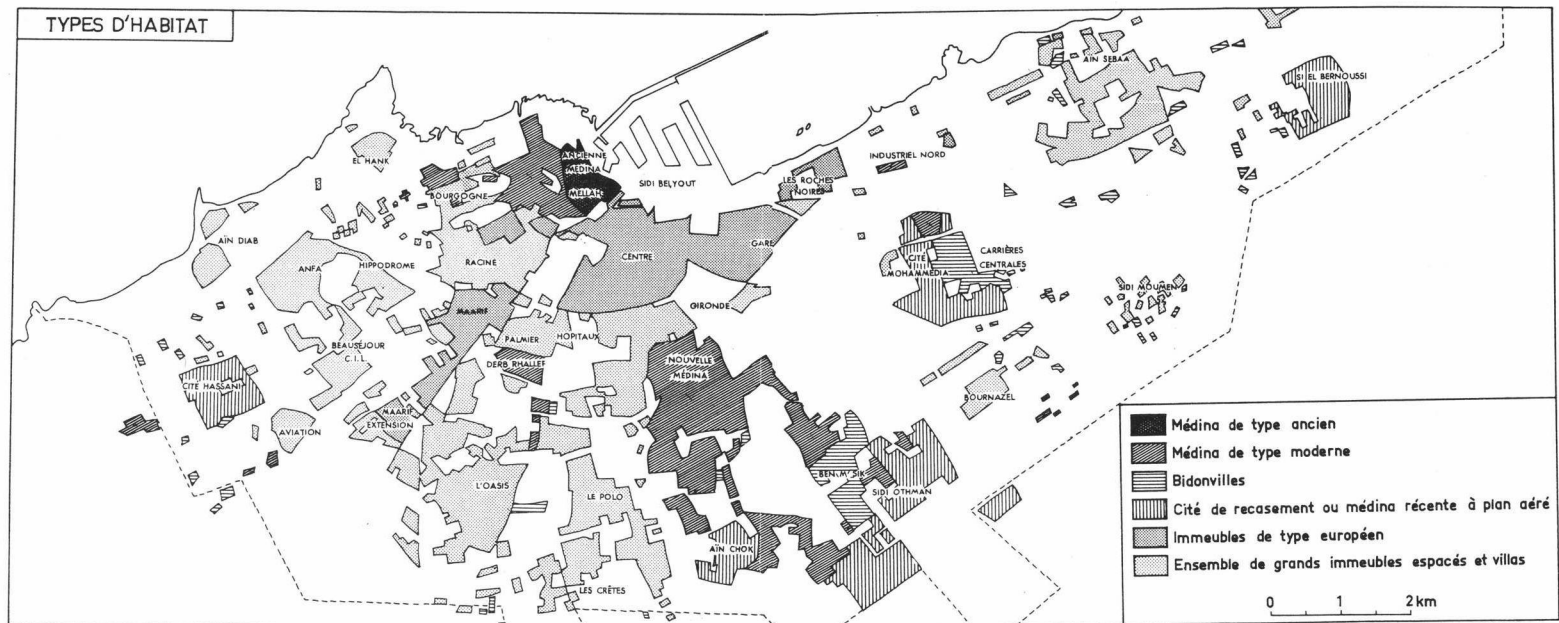 TYPES D'HABITAT
AÏN SEBAA
SI EL BERNOUSSI
EL HANK
ANCIENNE
MÉDINA
MELLAH
SIDI BELYOUT
INDUSTRIEL NORD
LES ROCHES
NOIRES
BOURGOGNE
AÏN DIAB
ANFA
HIPPODROME
RACINE
CENTRE
GARE
CITÉ
MOHAMMEDIA
CARRIÈRES
CENTRALES
SIDI MOUMEN
GIRONDE
MAARIF
PALMIER
HOPITAUX
BEAUSÉJOUR
C.I.L.
DERB RHALLEF
NOUVELLE
MÉDINA
CITE HASSANI
BOURNAZEL
MAARIF
EXTENSION
AVIATION
L'OASIS
LE POLO
BEN M'SIK
SIDI OTHMAN
AÏN CHOK
LES CRÊTES
Médina de type ancien
Médina de type moderne
Bidonvilles
Cité de recasement ou médina récente à plan aéré
Immeubles de type européen
Ensemble de grands immeubles espacés et villas
0 1 2 km